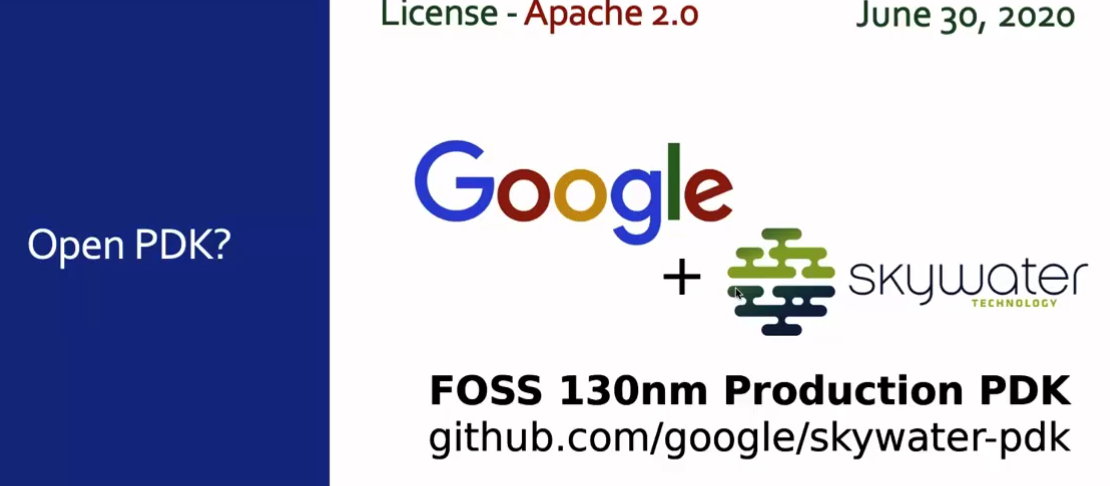 License - Apache 2.0
June 30, 2020
Open PDK?
Google
+
skywater
TECHNOLOGY
FOSS 130nm Production PDK
github.com/google/skywater-pdk